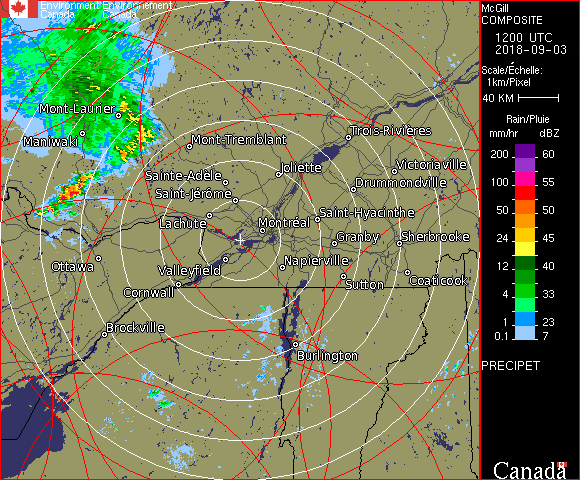 Environment Environnement
Canada Canada
McGill
COMPOSITE
1200 UTC
2018-09-03
Scale/Échelle:
1km/Pixel
40 KM
Rain/Pluie
mm/hr dBZ
200 60
100 55
50 50
24 45
12 40
4 33
1 23
0.1 7
PRECIPET
Canada
Mont-Laurier
Maniwaki
Mont-Tremblant
Trois-Rivières
Sainte-Adèle
Joliette
Victoriaville
Saint-Jérôme
Drummondville
Lachute
Montréal
Saint-Hyacinthe
Granby
Sherbrooke
Ottawa
Valleyfield
Napierville
Cornwall
Sutton
Coaticook
Brockville
Burlington